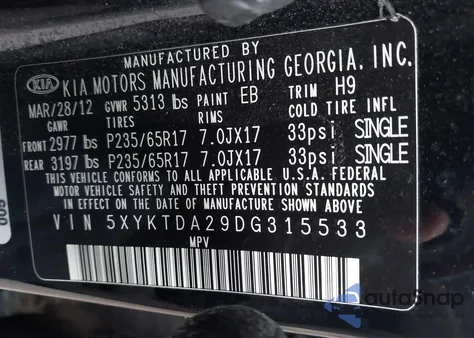 MANUFACTURED BY
KIA KIA MOTORS MANUFACTURING GEORGIA, INC.
MAR/28/12 GVWR 5313 lbs PAINT EB TRIM H9
GAWR TIRES RIMS COLD TIRE INFL
FRONT 2977 lbs P235/65R17 7.0JX17 33psi SINGLE
REAR 3197 lbs P235/65R17 7.0JX17 33psi SINGLE
THIS VEHICLE CONFORMS TO ALL APPLICABLE U.S.A. FEDERAL
MOTOR VEHICLE SAFETY AND THEFT PREVENTION STANDARDS
IN EFFECT ON THE DATE OF MANUFACTURE SHOWN ABOVE.
VIN 5XYKTDA29DG315533
MPV
autoSnap